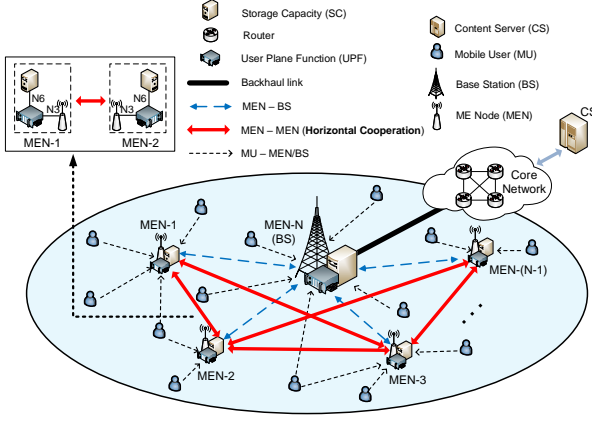 Storage Capacity (SC)
Router
User Plane Function (UPF)
Backhaul link
MEN – BS
MEN – MEN (Horizontal Cooperation)
MU – MEN/BS
Content Server (CS)
Mobile User (MU)
Base Station (BS)
ME Node (MEN)
N6
N3
MEN-1
N6
N3
MEN-2
CS
Core
Network
MEN-1
MEN-N
(BS)
MEN-(N-1)
MEN-2
MEN-3
. . .